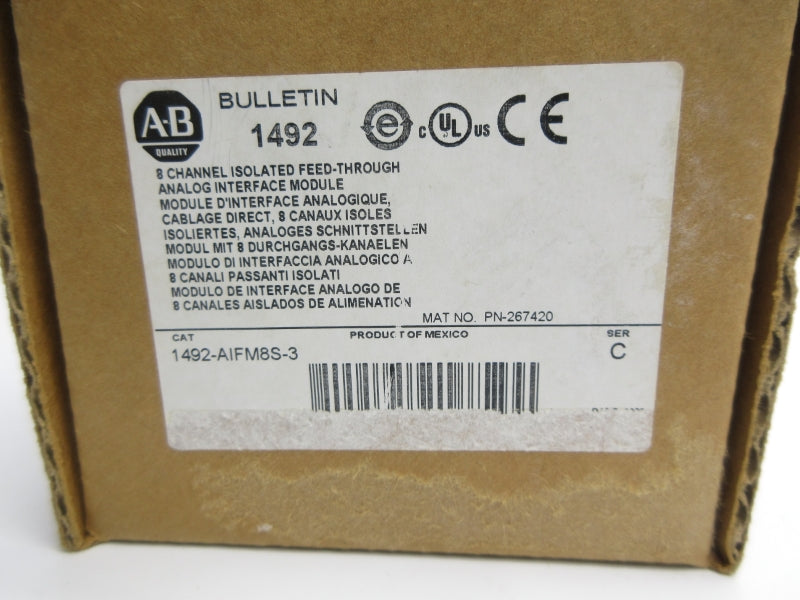 A-B
QUALITY
BULLETIN
1492
e
c UL us CE
8 CHANNEL ISOLATED FEED-THROUGH
ANALOG INTERFACE MODULE
MODULE D'INTERFACE ANALOGIQUE,
CABLAGE DIRECT, 8 CANAUX ISOLES
ISOLIERTES, ANALOGES SCHNITTSTELLEN
MODUL MIT 8 DURCHGANGS-KANAELEN
MODULO DI INTERFACCIA ANALOGICO A
8 CANALI PASSANTI ISOLATI
MODULO DE INTERFACE ANALOGO DE
8 CANALES AISLADOS DE ALIMENATION
MAT NO. PN-267420
CAT
PRODUCT OF MEXICO
SER
1492-AIFM8S-3
C